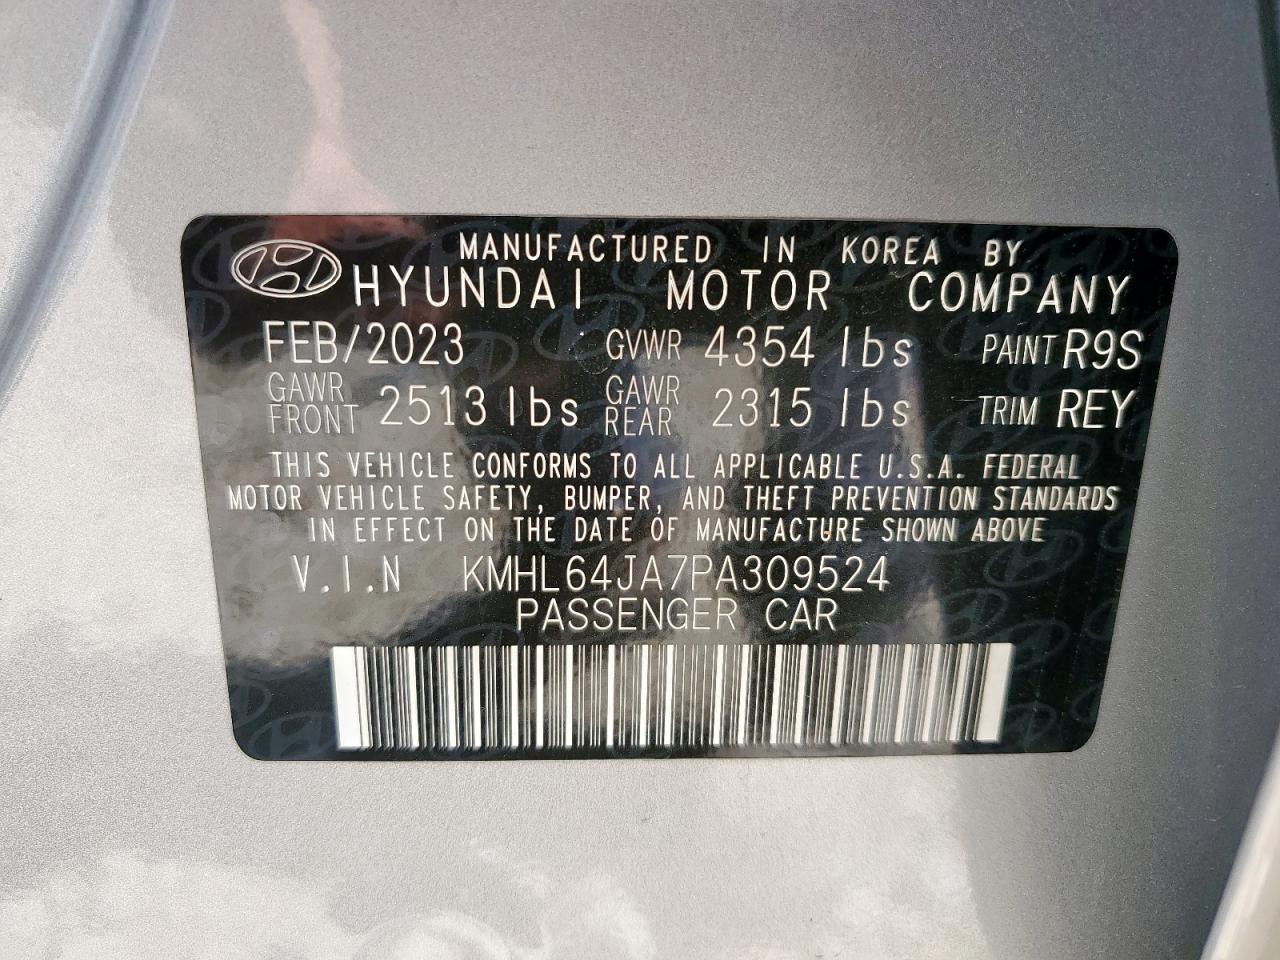 MANUFACTURED IN KOREA BY
HYUNDAI MOTOR COMPANY
FEB/2023 GVWR 4354 lbs PAINT R9S
GAWR FRONT 2513 lbs GAWR REAR 2315 lbs TRIM REY
THIS VEHICLE CONFORMS TO ALL APPLICABLE U.S.A. FEDERAL
MOTOR VEHICLE SAFETY, BUMPER, AND THEFT PREVENTION STANDARDS
IN EFFECT ON THE DATE OF MANUFACTURE SHOWN ABOVE
V.I.N KMHL64JA7PA309524
PASSENGER CAR